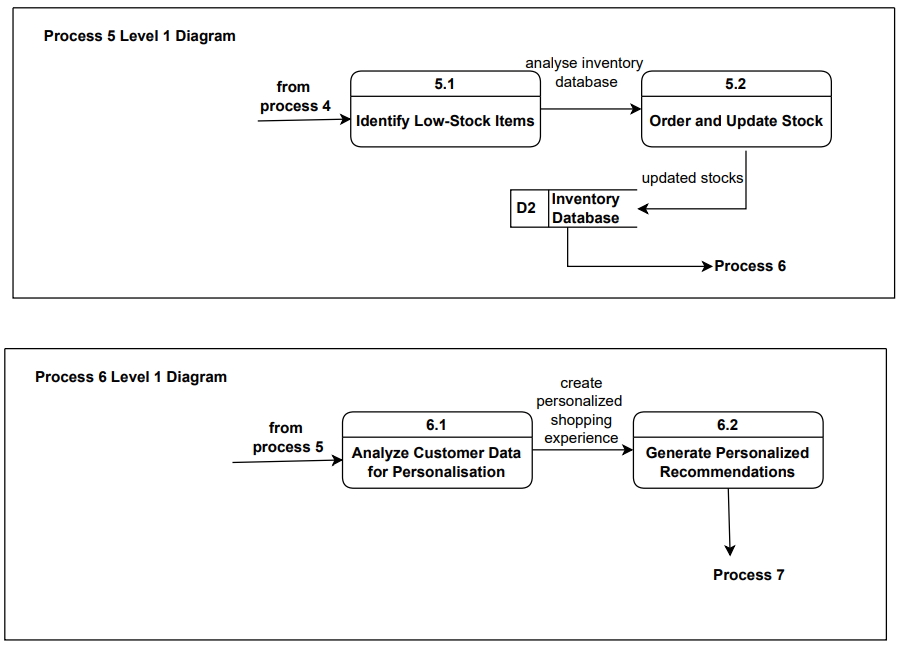 Process 5 Level 1 Diagram
from
process 4
5.1
Identify Low-Stock Items
analyse inventory
database
5.2
Order and Update Stock
updated stocks
D2
Inventory
Database
Process 6
Process 6 Level 1 Diagram
from
process 5
6.1
Analyze Customer Data
for Personalisation
create
personalized
shopping
experience
6.2
Generate Personalized
Recommendations
Process 7